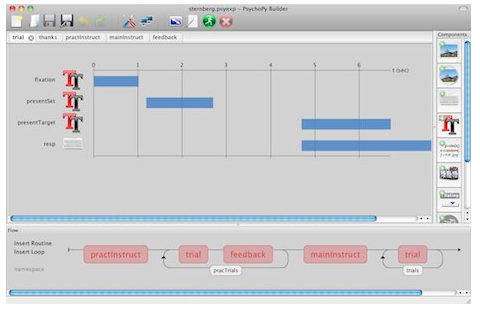 sternberg.psyexp - PsychoPy Builder
trial thanks practInstruct mainInstruct feedback
Components
0 1 2 3 4 5 6 t (sec)
fixation
presentSet
presentTarget
resp
Flow
Insert Routine
Insert Loop
namespace
practInstruct trial feedback mainInstruct trial
pracTrials trials